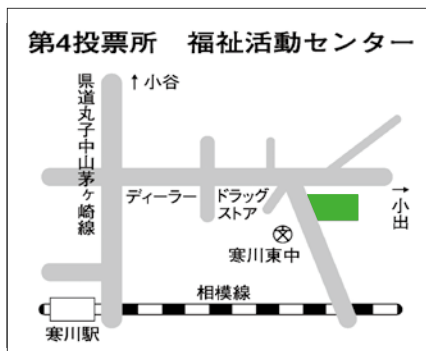 第4投票所　福祉活動センター
↑小谷
県道丸子中山茅ヶ崎線
ディーラー
ドラッグ
ストア
→小出
文
寒川東中
相模線
寒川駅